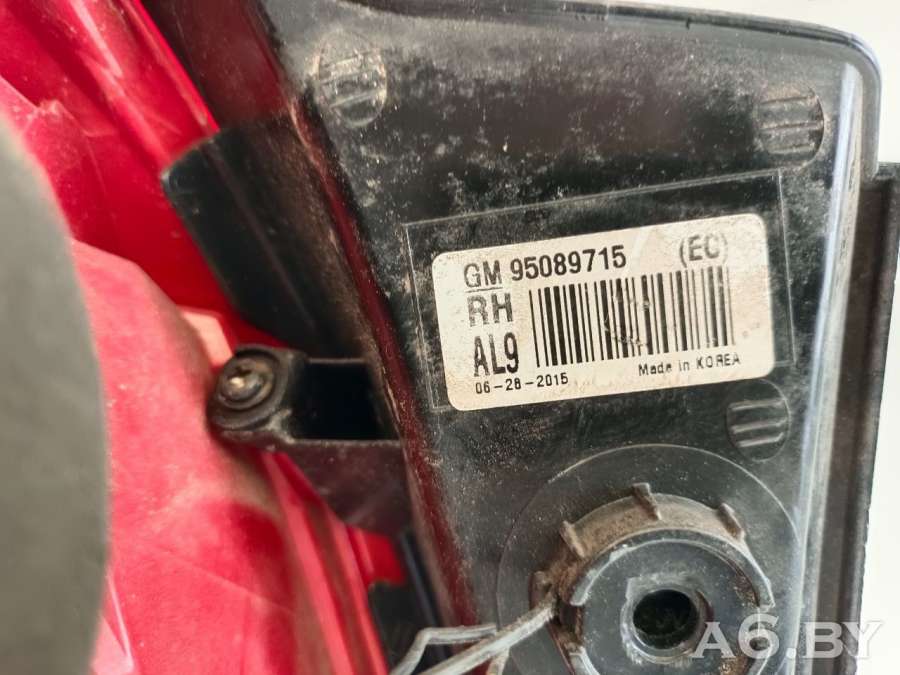 GM 95089715 (EC)
RH
AL9
06-28-2015 Made in KOREA
A6.BY